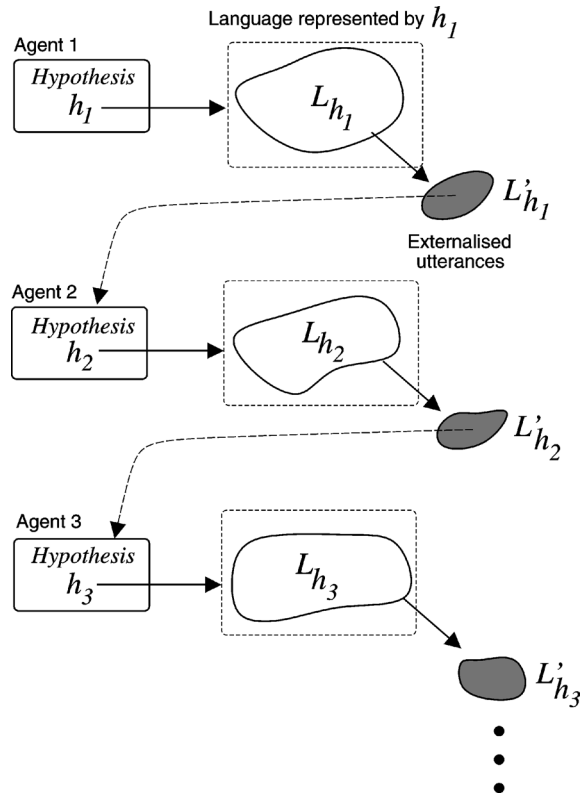 Language represented by h1
Agent 1
Hypothesis
h1
Lh1
L'h1
Externalised
utterances
Agent 2
Hypothesis
h2
Lh2
L'h2
Agent 3
Hypothesis
h3
Lh3
L'h3